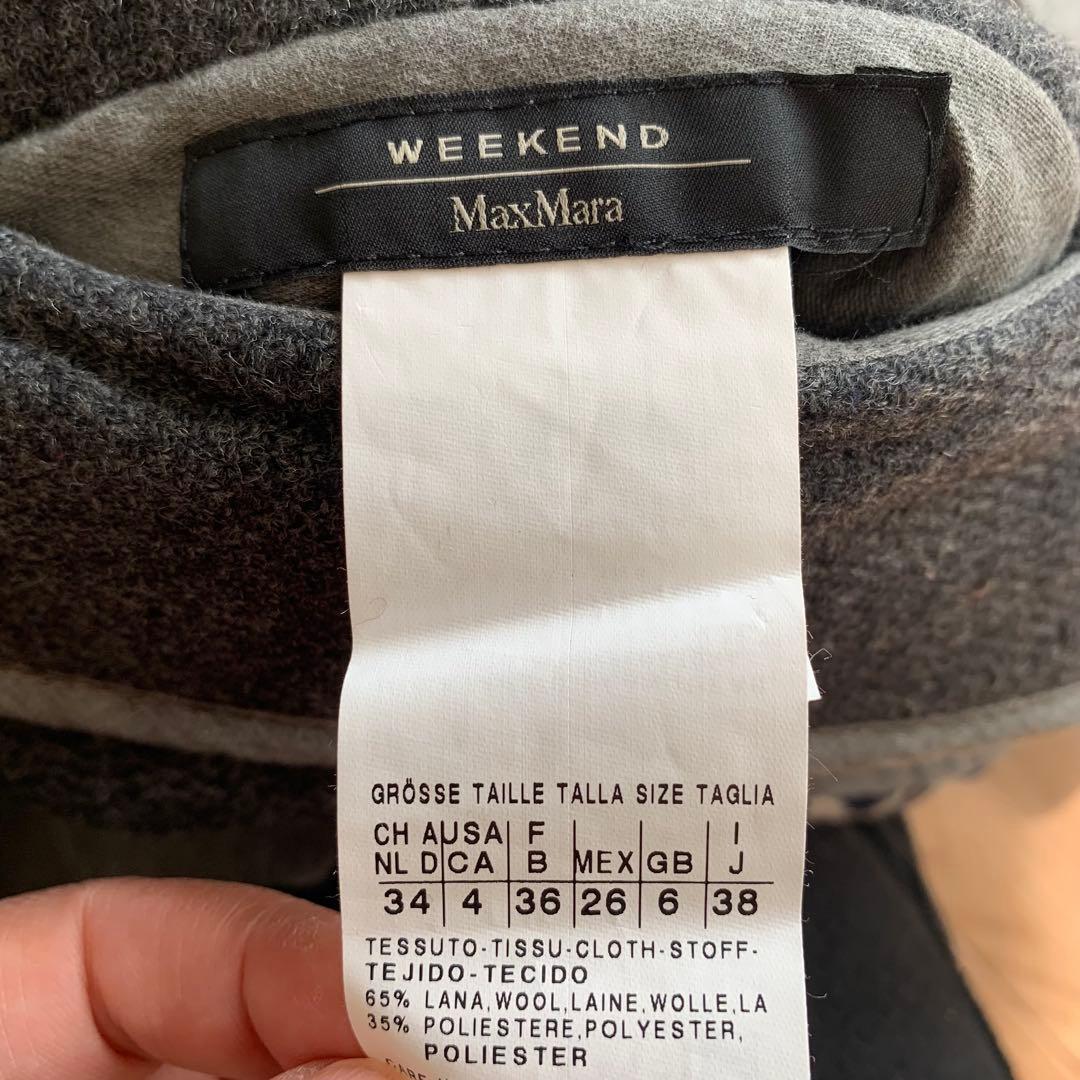 WEEKEND
MaxMara
GRÖSSE TAILLE TALLA SIZE TAGLIA
CH A USA F I
NL D CA B MEX GB J
34 4 36 26 6 38
TESSUTO-TISSU-CLOTH-STOFF-
TEJIDO-TECIDO
65% LANA,WOOL,LAINE,WOLLE,LA
35% POLIESTERE,POLYESTER,
POLIESTER